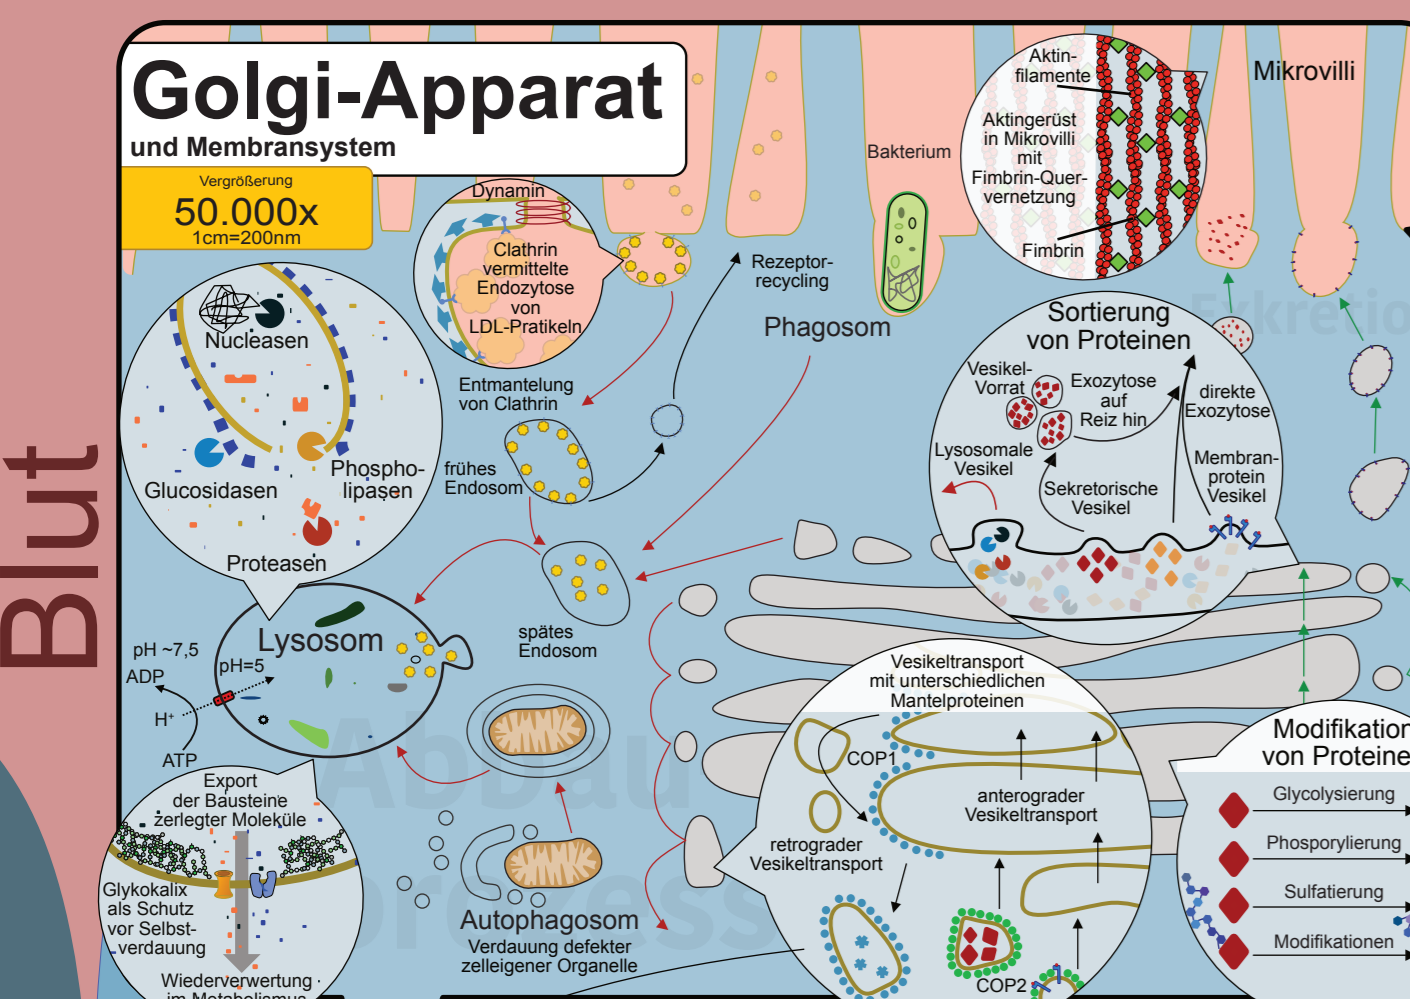 Golgi-Apparat
und Membransystem
Vergrößerung
50.000x
1cm=200nm
Blut
Dynamin
Clathrin
vermittelte
Endozytose
von
LDL-Pratikeln
Rezeptor-
recycling
Bakterium
Phagosom
Aktin-
filamente
Aktingerüst
in Mikrovilli
mit
Fimbrin-Quer-
vernetzung
Fimbrin
Mikrovilli
Exkretio
Nucleasen
Glucosidasen
Phospho-
lipasen
Proteasen
Entmantelung
von Clathrin
frühes
Endosom
spätes
Endosom
Sortierung
von Proteinen
Vesikel-
Vorrat
Exozytose
auf
Reiz hin
direkte
Exozytose
Lysosomale
Vesikel
Sekretorische
Vesikel
Membran-
protein
Vesikel
Lysosom
pH ~7,5
pH=5
ADP
H+
ATP
Abbau
prozess
Export
der Bausteine
zerlegter Moleküle
Glykokalix
als Schutz
vor Selbst-
verdauung
Wiederverwertung
im Metabolismus
Autophagosom
Verdauung defekter
zelleigener Organelle
Vesikeltransport
mit unterschiedlichen
Mantelproteinen
COP1
anterograder
Vesikeltransport
retrograder
Vesikeltransport
COP2
Modifikation
von Proteine
Glycolysierung
Phosporylierung
Sulfatierung
Modifikationen